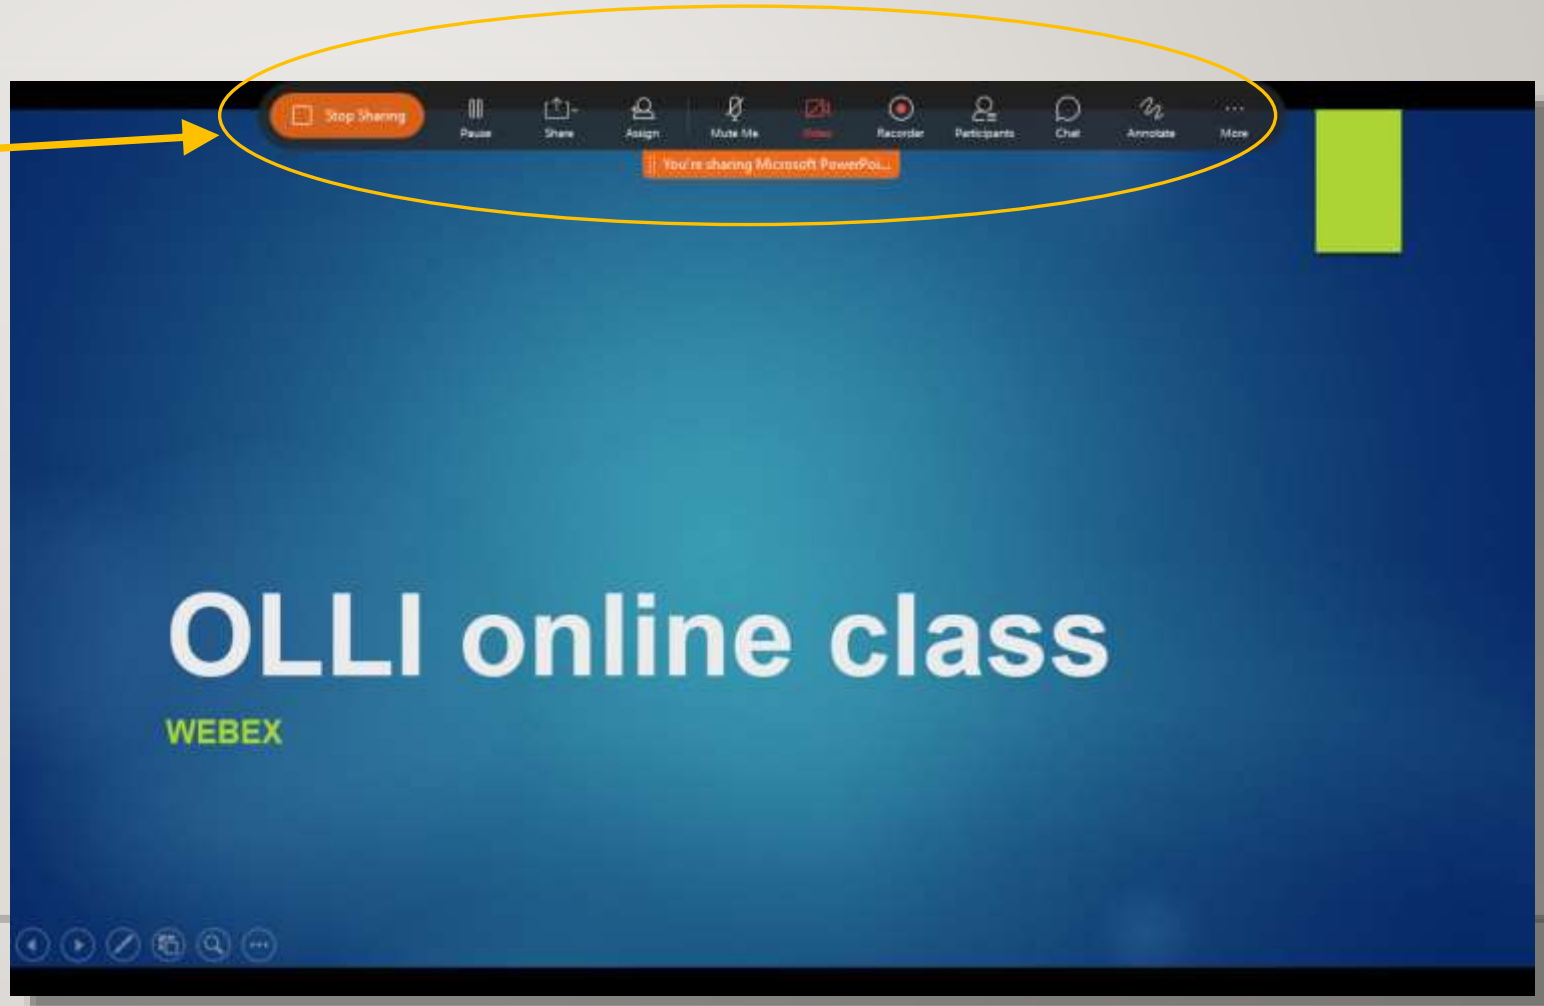 Stop Sharing
Pause
Share
Assign
Mute Me
Video
Recorder
Participants
Chat
Annotate
More
You're sharing Microsoft PowerPoi...
OLLI online class
WEBEX